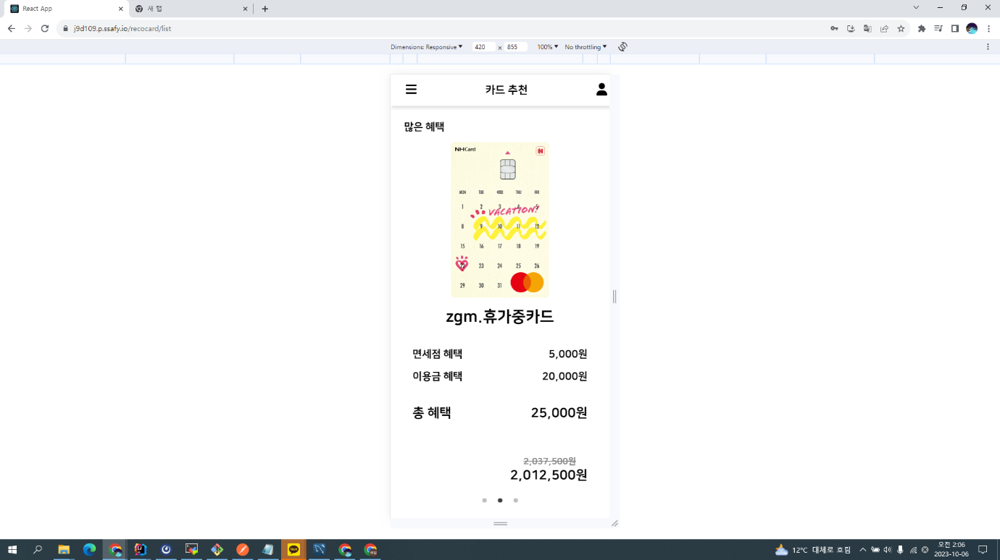 React App
새 탭
j9d109.p.ssafy.io/recocard/list
Dimensions: Responsive
420 x 855
100%
No throttling
카드 추천
많은 혜택
NHCard
MON TUE WED THU FRI
1 2 3 4 5
VACATION!
8 9 10 11 12
15 16 17 18 19
22 23 24 25 26
29 30 31
zgm.휴가중카드
면세점 혜택 5,000원
이용금 혜택 20,000원
총 혜택 25,000원
2,037,500원
2,012,500원
TALK
12°C 대체로 흐림
오전 2:06
2023-10-06